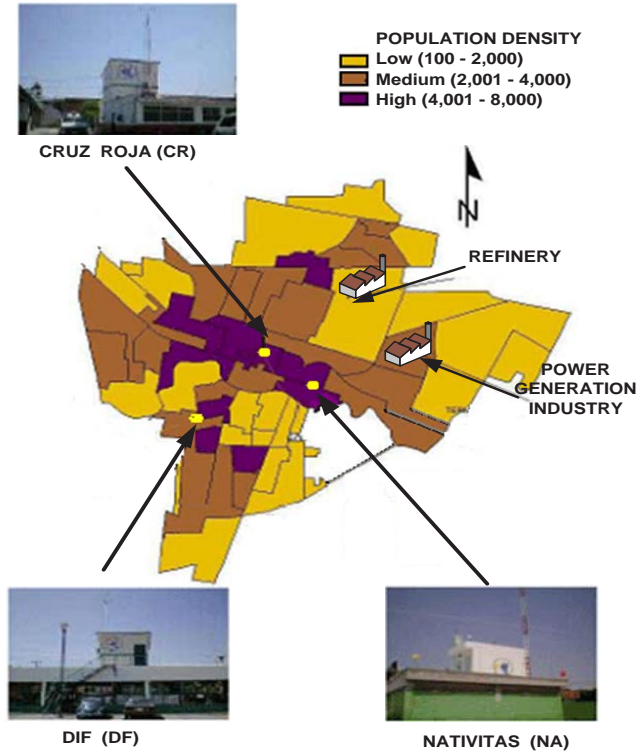 POPULATION DENSITY
Low (100 - 2,000)
Medium (2,001 - 4,000)
High (4,001 - 8,000)
CRUZ ROJA (CR)
N
REFINERY
POWER
GENERATION
INDUSTRY
DIF (DF)
NATIVITAS (NA)